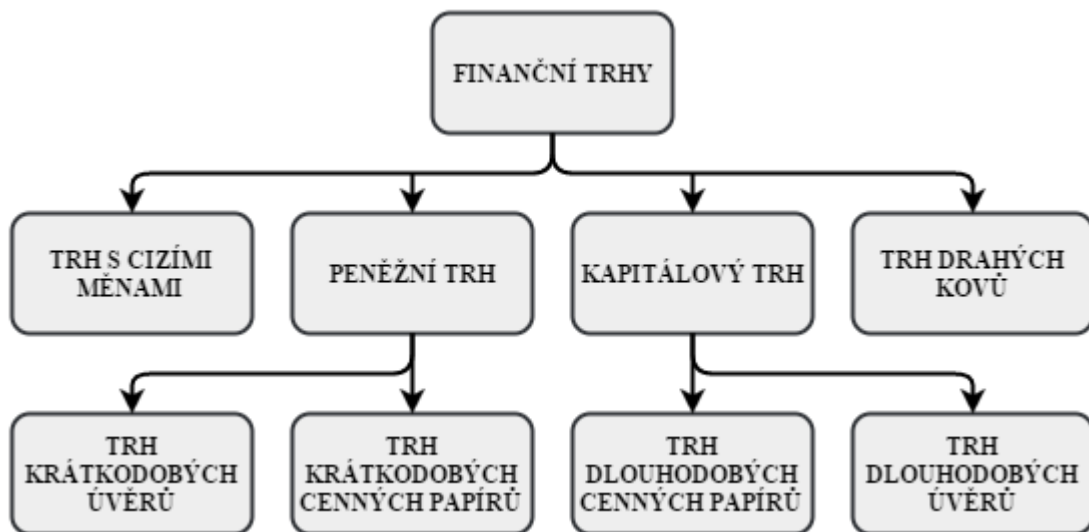 FINANČNÍ TRHY
TRH S CIZÍMI
MĚNAMI
PENĚŽNÍ TRH
KAPITÁLOVÝ TRH
TRH DRAHÝCH
KOVŮ
TRH
KRÁTKODOBÝCH
ÚVĚRŮ
TRH
KRÁTKODOBÝCH
CENNÝCH PAPÍRŮ
TRH
DLOUHODOBÝCH
CENNÝCH PAPÍRŮ
TRH
DLOUHODOBÝCH
ÚVĚRŮ